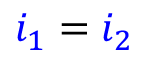 i₁ = i₂